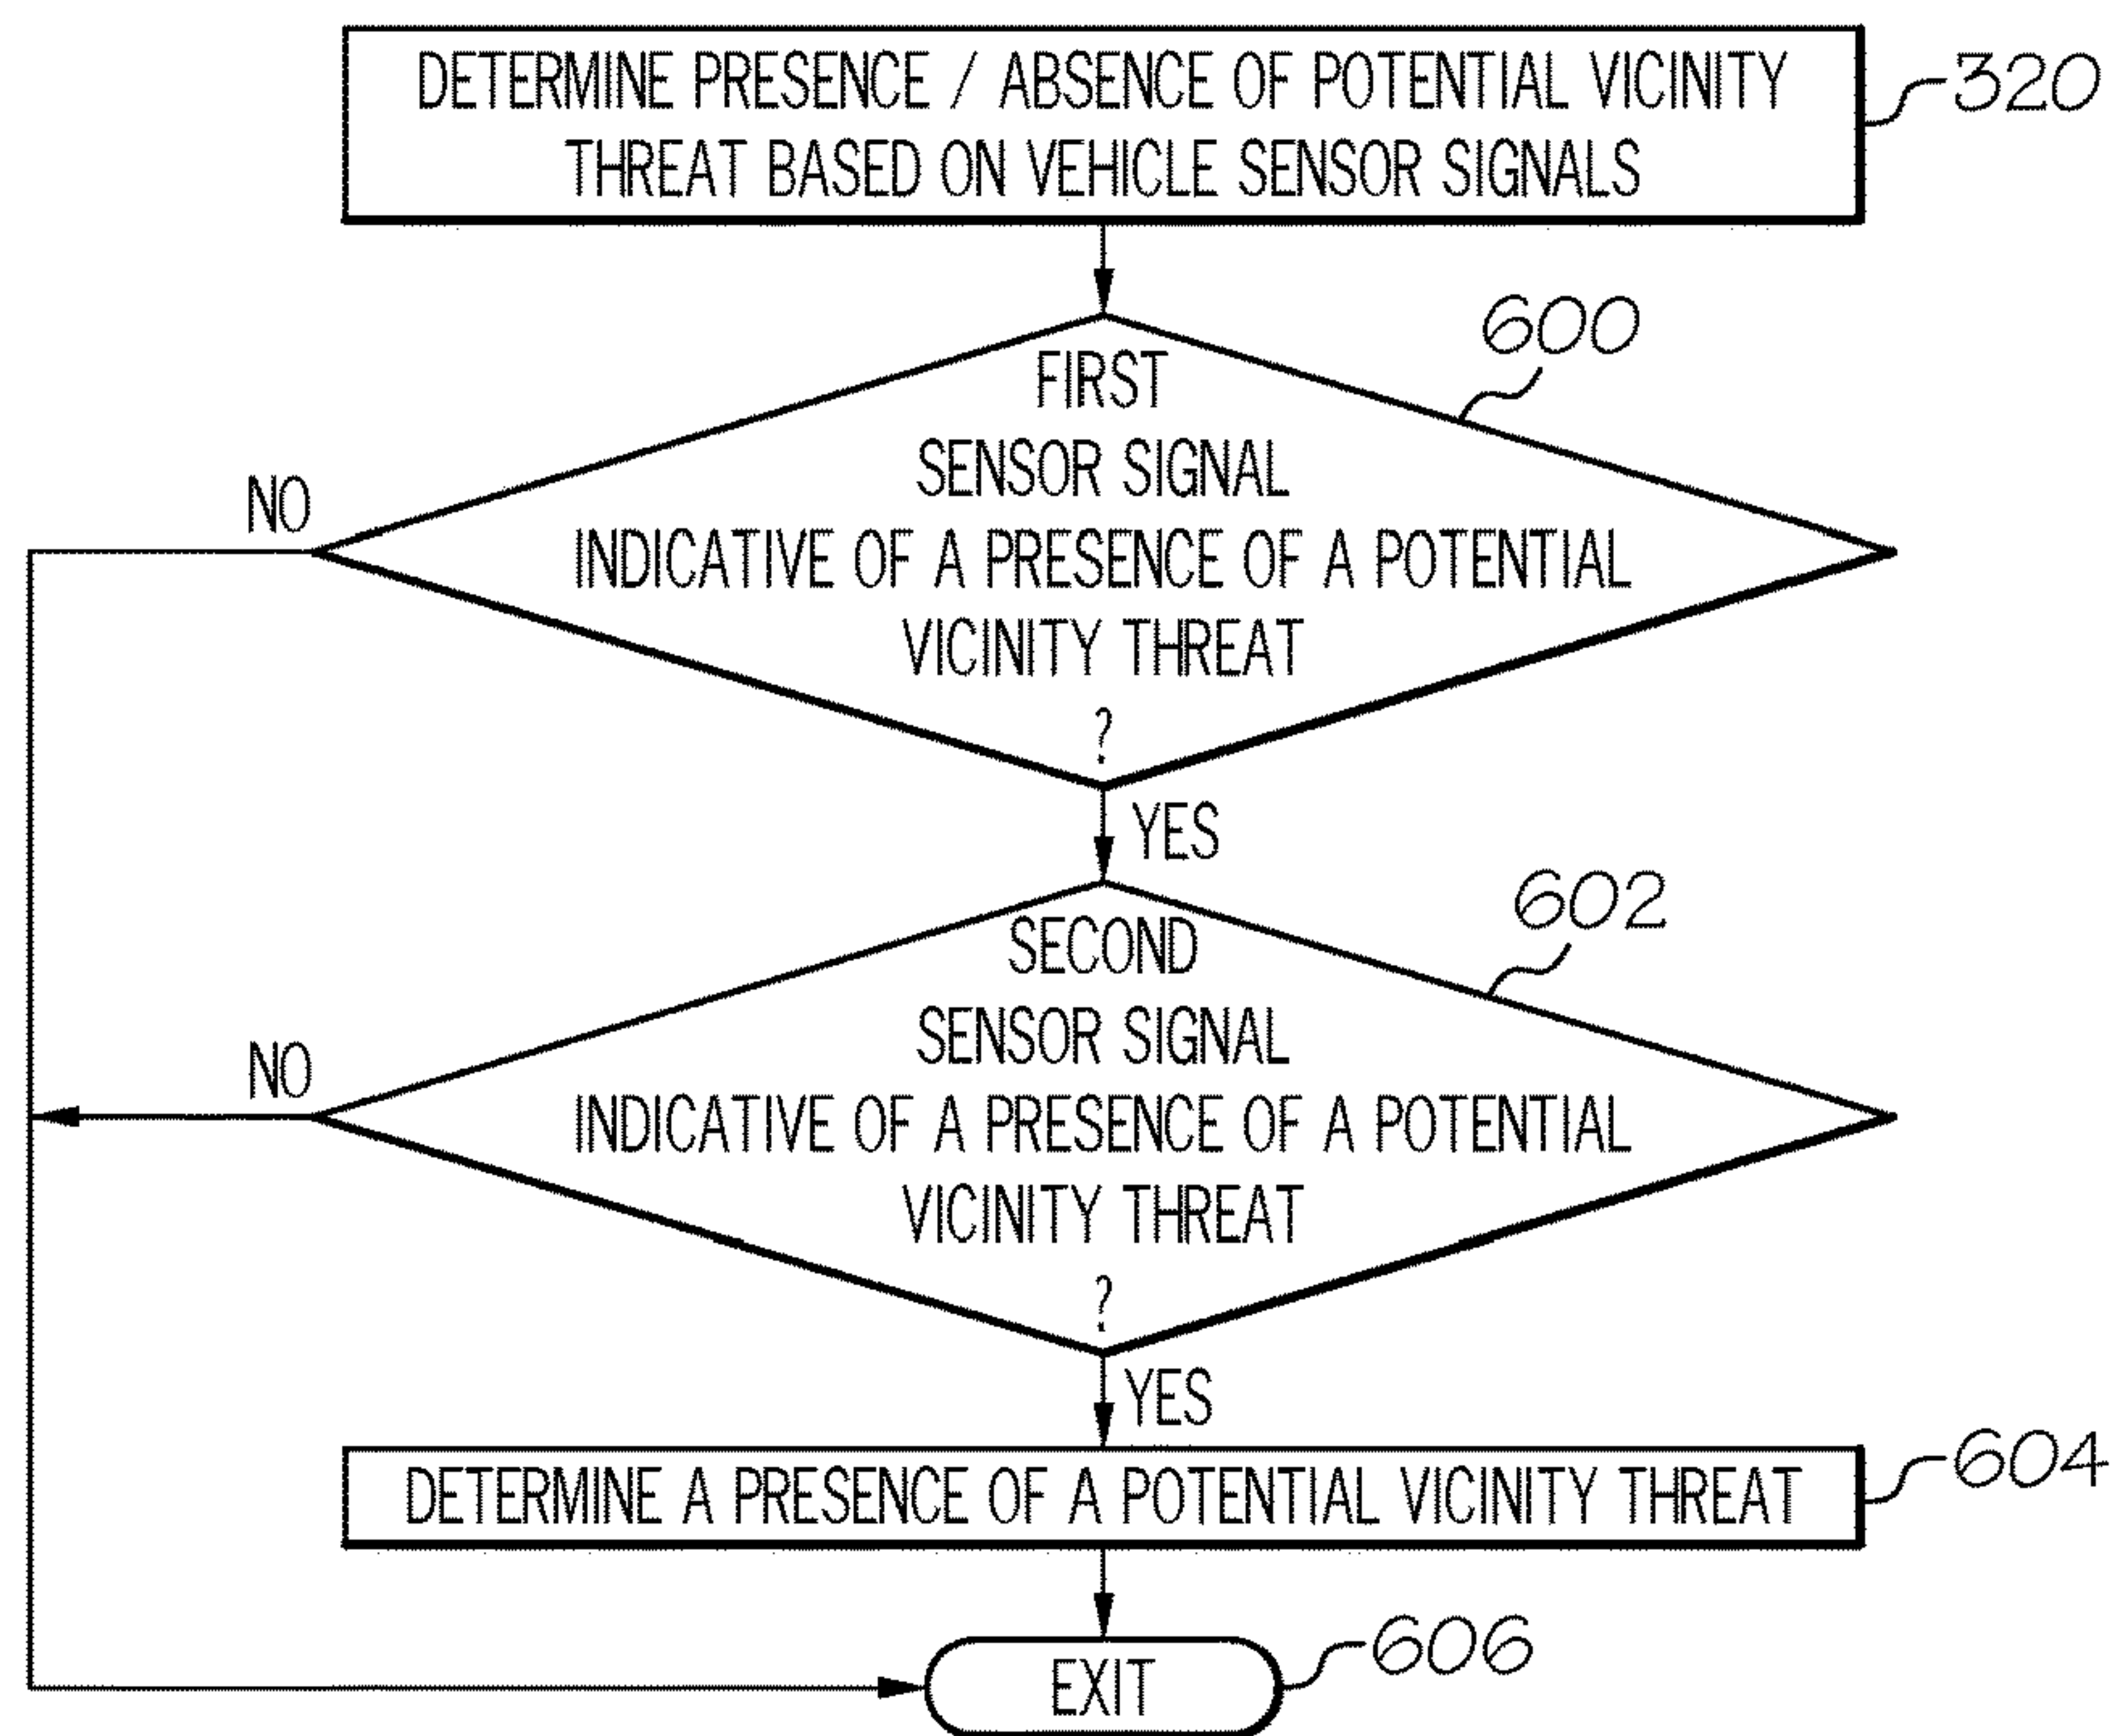 DETERMINE PRESENCE / ABSENCE OF POTENTIAL VICINITY
THREAT BASED ON VEHICLE SENSOR SIGNALS
320
600
FIRST
SENSOR SIGNAL
INDICATIVE OF A PRESENCE OF A POTENTIAL
VICINITY THREAT
?
NO
YES
602
SECOND
SENSOR SIGNAL
INDICATIVE OF A PRESENCE OF A POTENTIAL
VICINITY THREAT
?
NO
YES
DETERMINE A PRESENCE OF A POTENTIAL VICINITY THREAT
604
EXIT
606